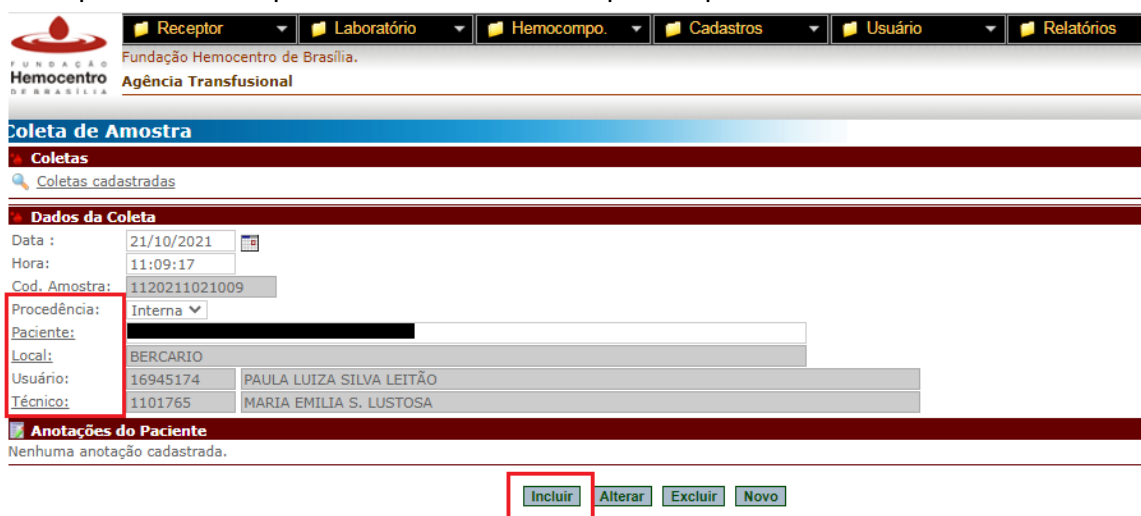 Receptor Laboratório Hemocompo. Cadastros Usuário Relatórios
FUNDAÇÃO
Hemocentro
DE BRASÍLIA
Fundação Hemocentro de Brasília.
Agência Transfusional
Coleta de Amostra
Coletas
Coletas cadastradas
Dados da Coleta
Data : 21/10/2021
Hora: 11:09:17
Cod. Amostra: 1120211021009
Procedência: Interna
Paciente:
Local: BERCARIO
Usuário: 16945174 PAULA LUIZA SILVA LEITÃO
Técnico: 1101765 MARIA EMILIA S. LUSTOSA
Anotações do Paciente
Nenhuma anotação cadastrada.
Incluir Alterar Excluir Novo